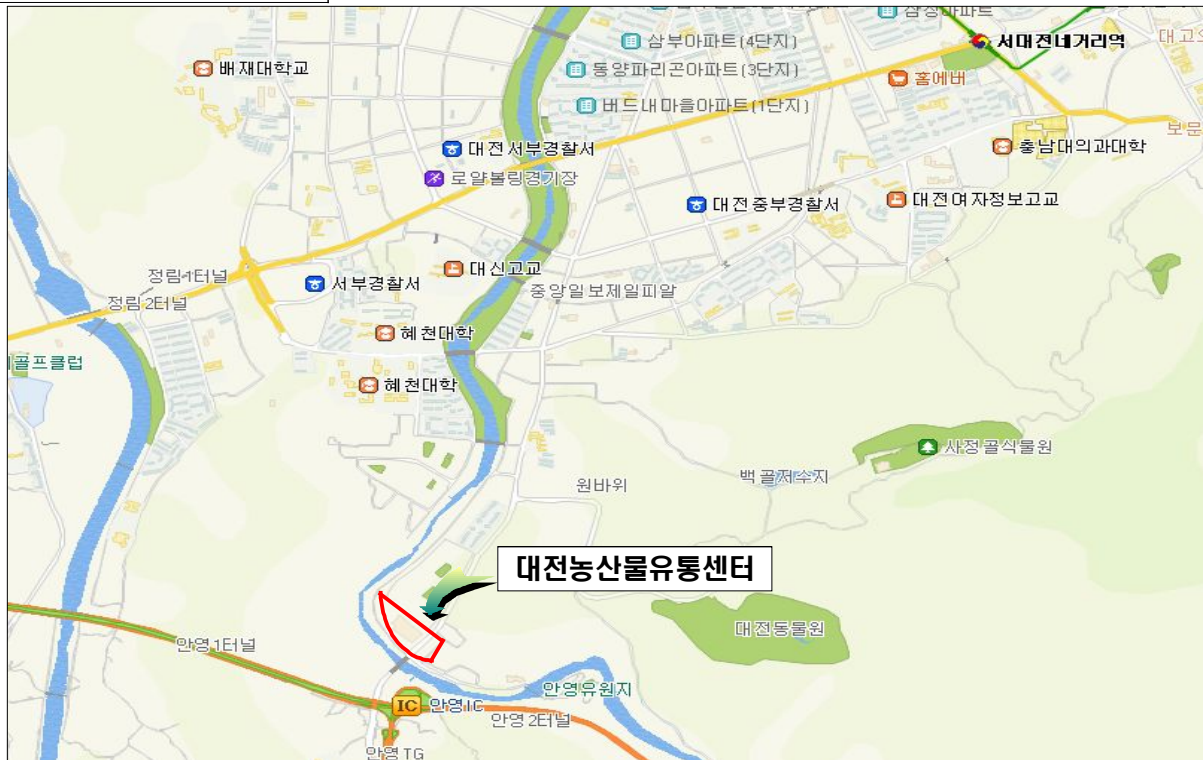 삼성아파트
서대전네거리역
삼부아파트(4단지)
배재대학교
동양파리곤아파트(3단지)
홈에버
버드내마을아파트(1단지)
보문
충남대의과대학
대전서부경찰서
로얄볼링경기장
대전중부경찰서
대전여자정보고교
정림1터널
대신고교
서부경찰서
중앙일보제일피알
정림2터널
혜천대학
골프클럽
혜천대학
사정골식물원
백골저수지
원바위
대전농산물유통센터
대전동물원
안영1터널
안영유원지
IC 안영IC
안영2터널
안영TG